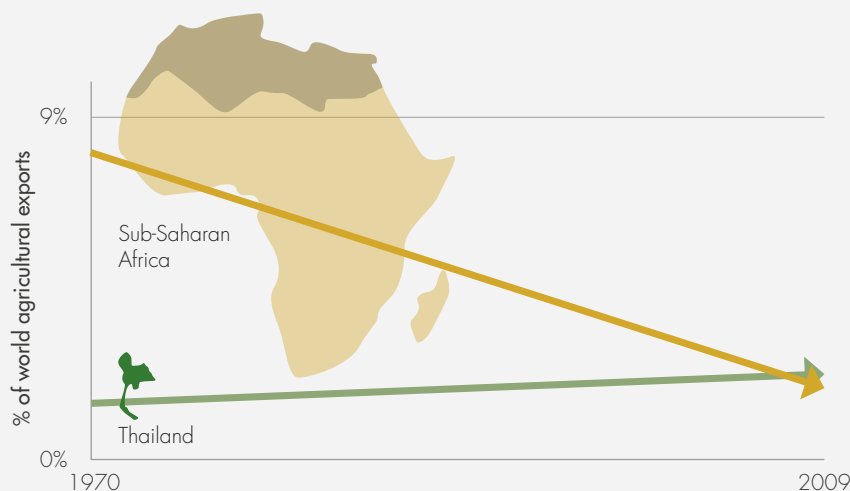 % of world agricultural exports
9%
Sub-Saharan
Africa
Thailand
0%
1970
2009